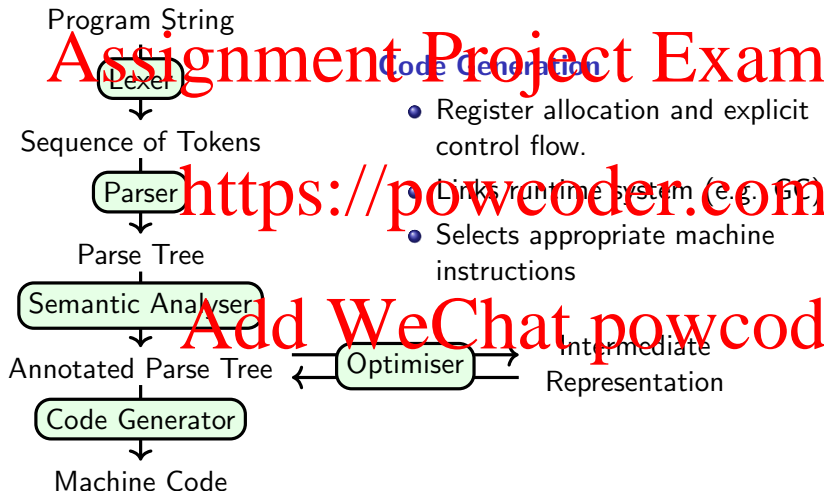 Program String
Assignment Project Exam
Lexer
Code Generation
Register allocation and explicit
control flow.
Sequence of Tokens
Parser
https://powcoder.com
Links runtime system (e.g. GC)
Selects appropriate machine
instructions
Parse Tree
Semantic Analyser
Add WeChat powcod
Annotated Parse Tree
Optimiser
Intermediate
Representation
Code Generator
Machine Code